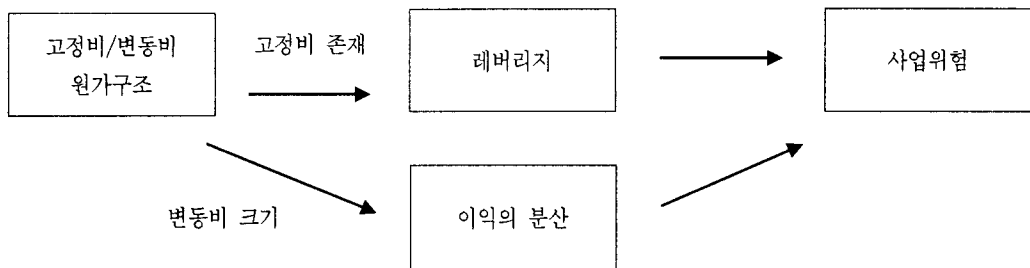 고정비/변동비
원가구조
고정비 존재
레버리지
사업위험
변동비 크기
이익의 분산